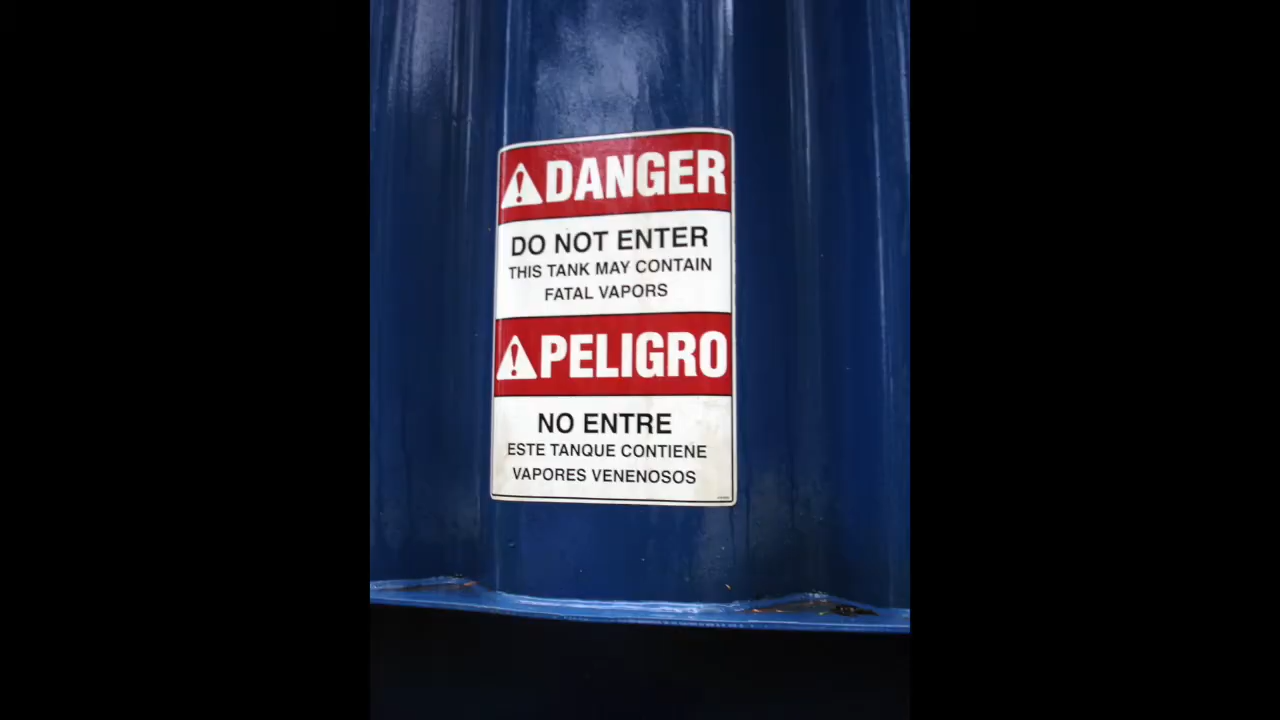 DANGER
DO NOT ENTER
THIS TANK MAY CONTAIN
FATAL VAPORS
PELIGRO
NO ENTRE
ESTE TANQUE CONTIENE
VAPORES VENENOSOS